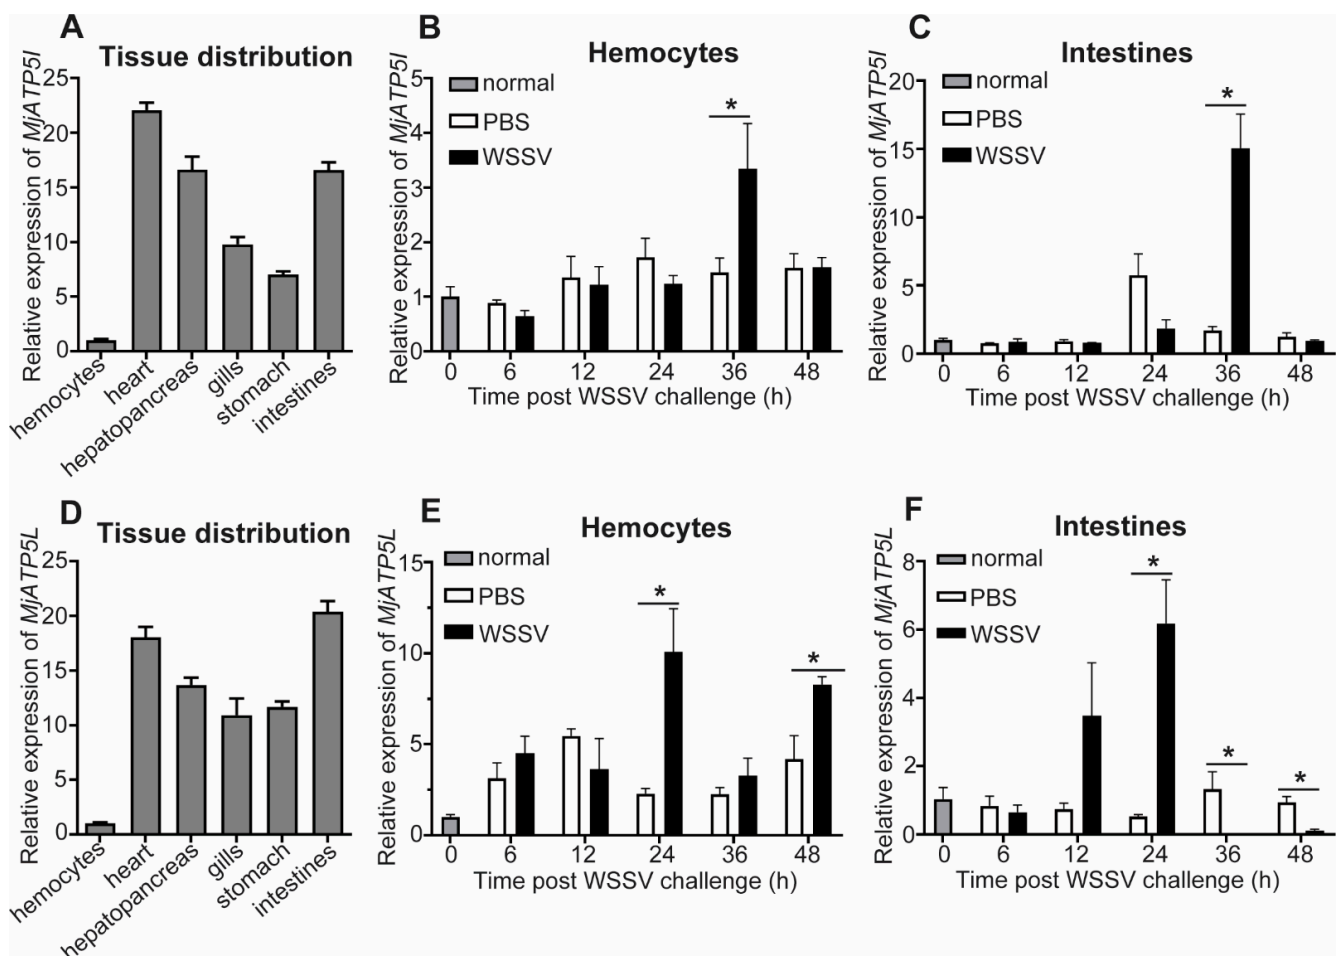 A
Tissue distribution
Relative expression of MjATP5I
25
20
15
10
5
0
hemocytes
heart
hepatopancreas
gills
stomach
intestines
B
Hemocytes
Relative expression of MjATP5I
5
4
3
2
1
0
normal
PBS
WSSV
*
0 6 12 24 36 48
Time post WSSV challenge (h)
C
Intestines
Relative expression of MjATP5I
20
15
10
5
0
normal
PBS
WSSV
*
0 6 12 24 36 48
Time post WSSV challenge (h)
D
Tissue distribution
Relative expression of MjATP5L
25
20
15
10
5
0
hemocytes
heart
hepatopancreas
gills
stomach
intestines
E
Hemocytes
Relative expression of MjATP5L
15
10
5
0
normal
PBS
WSSV
*
*
0 6 12 24 36 48
Time post WSSV challenge (h)
F
Intestines
Relative expression of MjATP5L
8
6
4
2
0
normal
PBS
WSSV
*
*
*
0 6 12 24 36 48
Time post WSSV challenge (h)